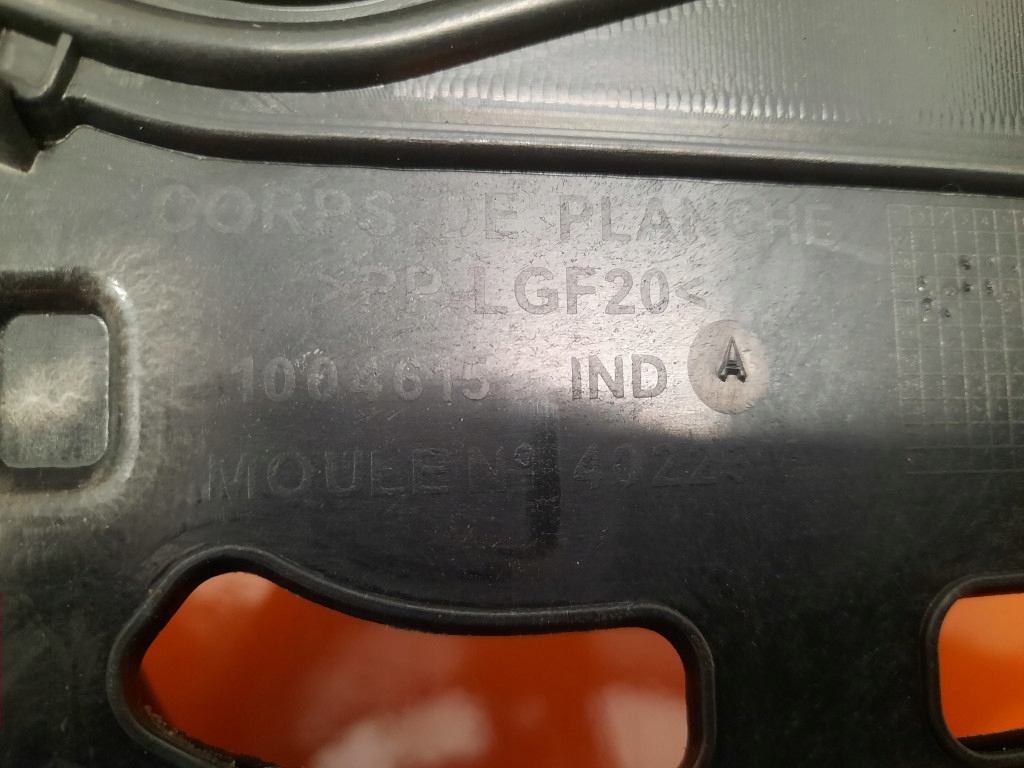 CORPS DE PLANCHE
>PP-LGF20<
1004615 IND A
MOULE N°